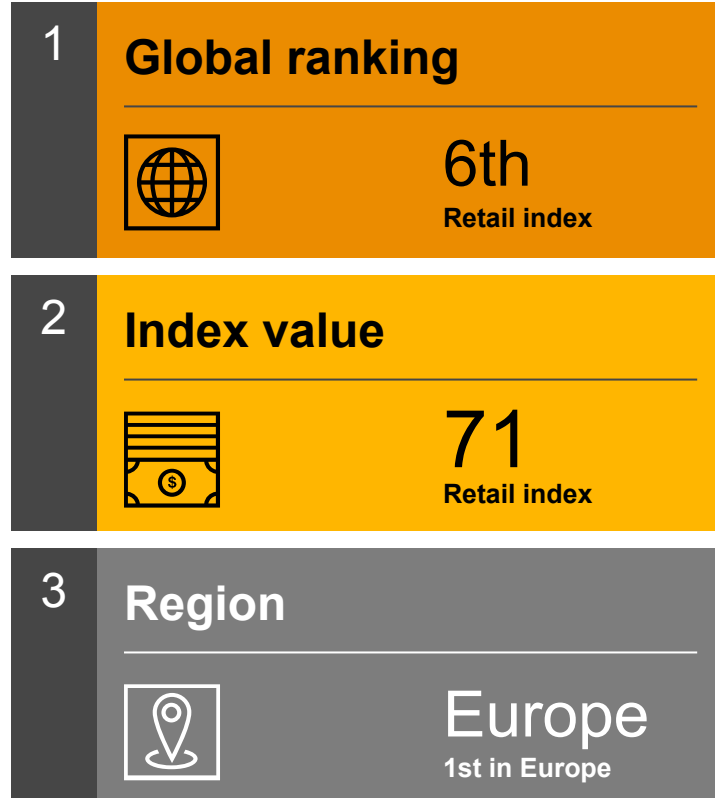 1
Global ranking
6th
Retail index
2
Index value
$
71
Retail index
3
Region
Europe
1st in Europe